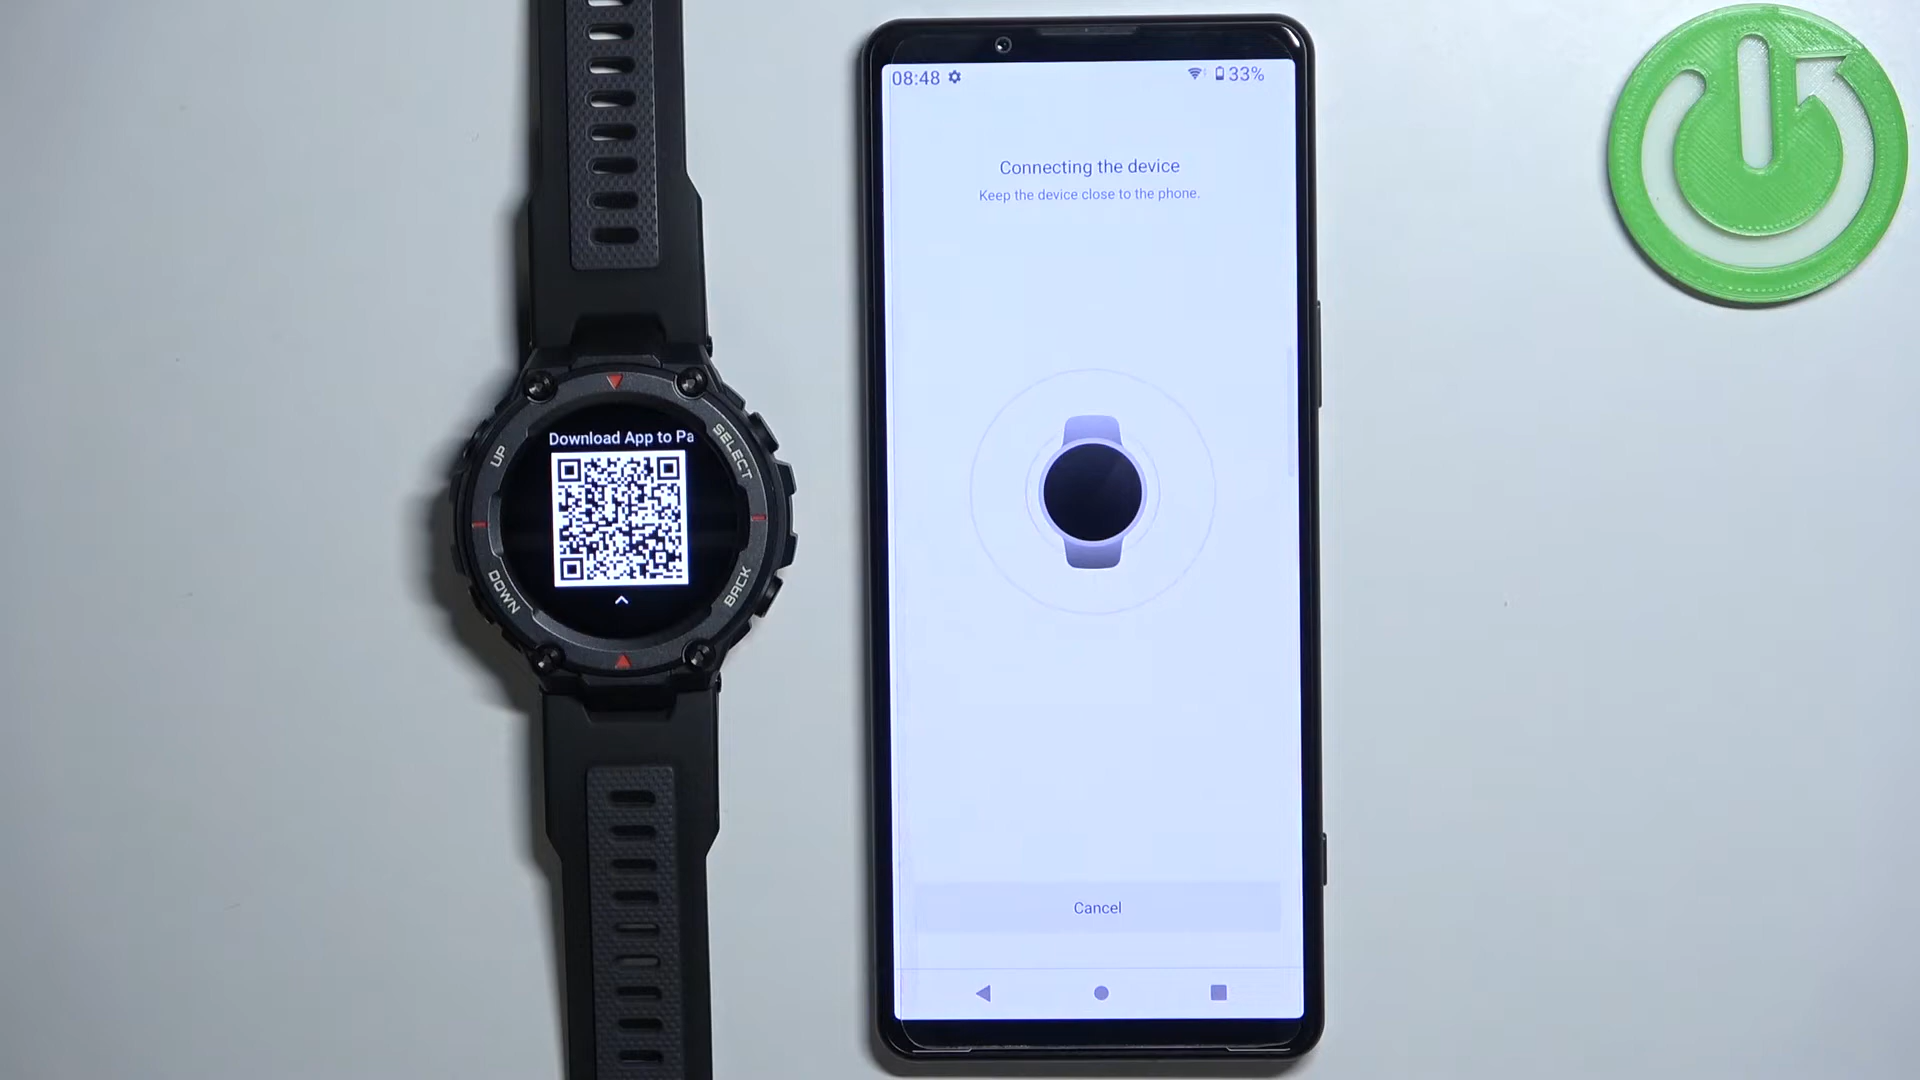 Download App to Pa
UP
SELECT
DOWN
BACK
08:48
33%
Connecting the device
Keep the device close to the phone.
Cancel